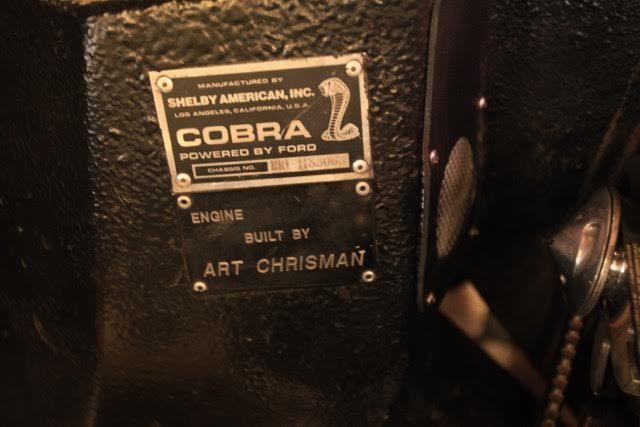 MANUFACTURED BY
SHELBY AMERICAN, INC.
LOS ANGELES, CALIFORNIA, U.S.A.
COBRA
POWERED BY FORD
CHASSIS NO.
ENGINE
BUILT BY
ART CHRISMAN